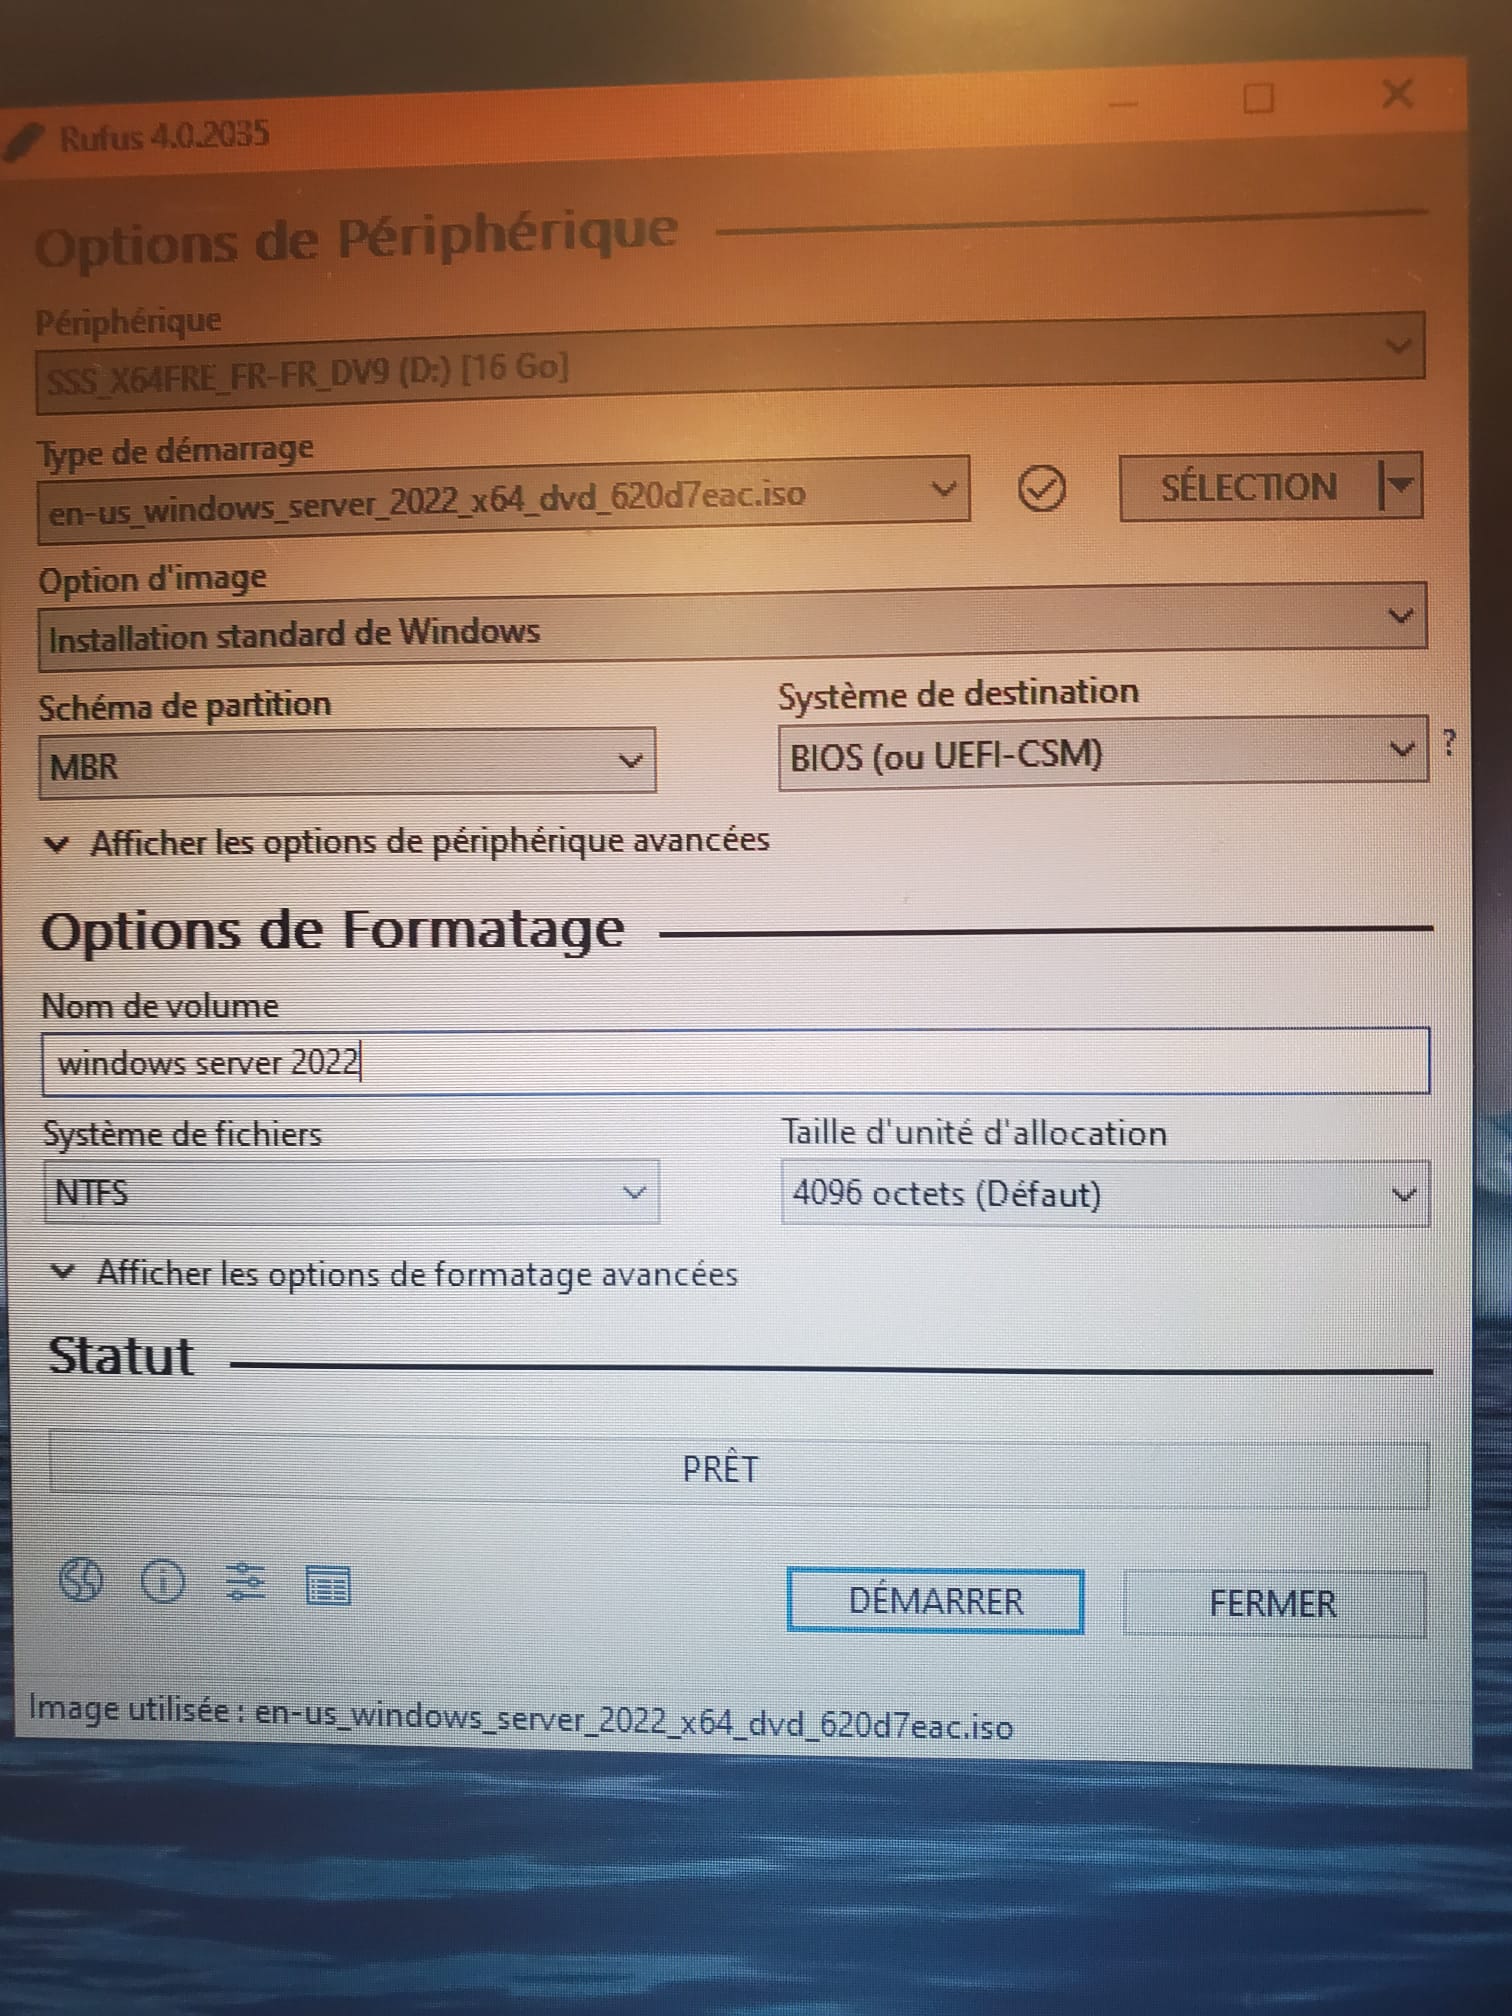 Rufus 4.0.2035
Options de Périphérique
Périphérique
SSS_X64FRE_FR-FR_DV9 (D:) [16 Go]
Type de démarrage
en-us_windows_server_2022_x64_dvd_620d7eac.iso
SÉLECTION
Option d'image
Installation standard de Windows
Schéma de partition
Système de destination
MBR
BIOS (ou UEFI-CSM)
?
Afficher les options de périphérique avancées
Options de Formatage
Nom de volume
windows server 2022
Système de fichiers
Taille d'unité d'allocation
NTFS
4096 octets (Défaut)
Afficher les options de formatage avancées
Statut
PRÊT
DÉMARRER
FERMER
Image utilisée : en-us_windows_server_2022_x64_dvd_620d7eac.iso